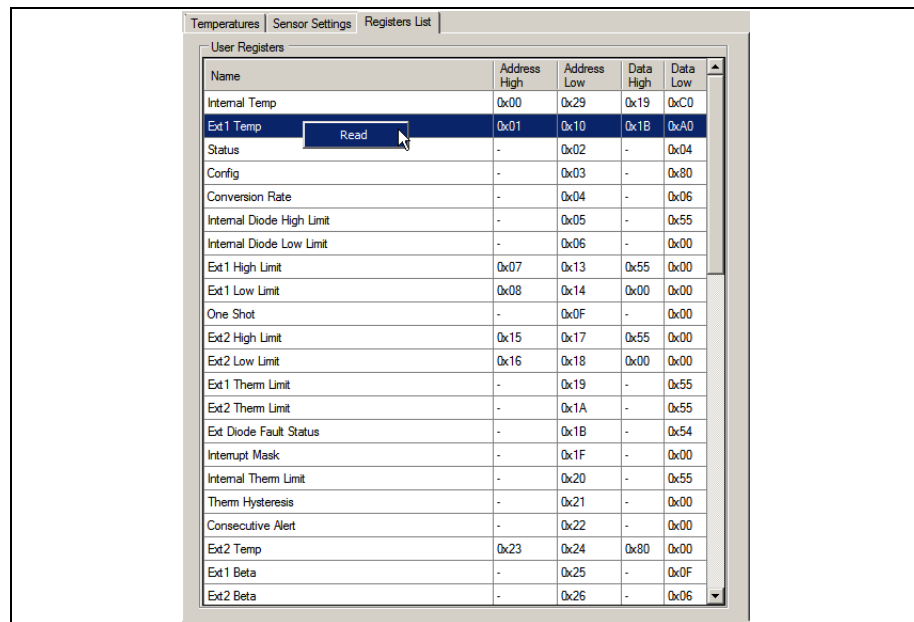 Temperatures Sensor Settings Registers List
User Registers
Name Address High Address Low Data High Data Low
Internal Temp 0x00 0x29 0x19 0xC0
Ext1 Temp 0x01 0x10 0x1B 0xA0
Read
Status - 0x02 - 0x04
Config - 0x03 - 0x80
Conversion Rate - 0x04 - 0x06
Internal Diode High Limit - 0x05 - 0x55
Internal Diode Low Limit - 0x06 - 0x00
Ext1 High Limit 0x07 0x13 0x55 0x00
Ext1 Low Limit 0x08 0x14 0x00 0x00
One Shot - 0x0F - 0x00
Ext2 High Limit 0x15 0x17 0x55 0x00
Ext2 Low Limit 0x16 0x18 0x00 0x00
Ext1 Therm Limit - 0x19 - 0x55
Ext2 Therm Limit - 0x1A - 0x55
Ext Diode Fault Status - 0x1B - 0x54
Interrupt Mask - 0x1F - 0x00
Internal Therm Limit - 0x20 - 0x55
Therm Hysteresis - 0x21 - 0x00
Consecutive Alert - 0x22 - 0x00
Ext2 Temp 0x23 0x24 0x80 0x00
Ext1 Beta - 0x25 - 0x0F
Ext2 Beta - 0x26 - 0x06